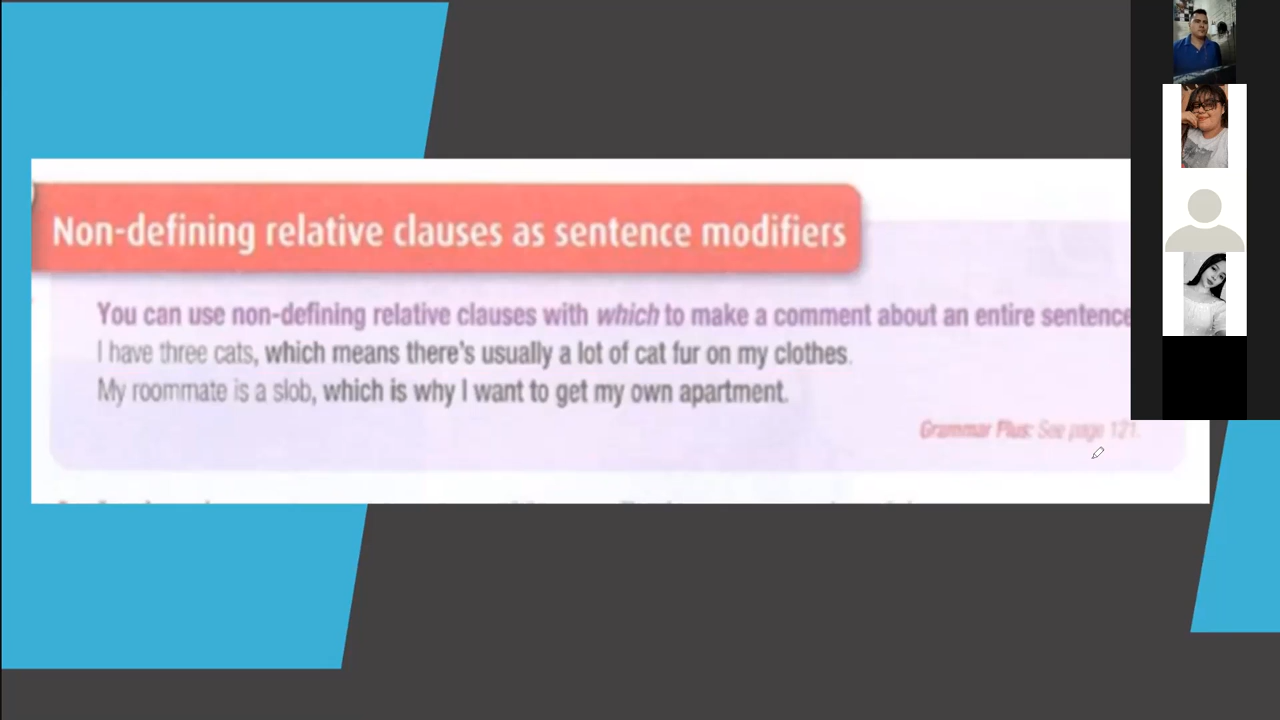 Non-defining relative clauses as sentence modifiers
You can use non-defining relative clauses with which to make a comment about an entire sentence
I have three cats, which means there's usually a lot of cat fur on my clothes.
My roommate is a slob, which is why I want to get my own apartment.
Grammar Plus: See page 121.